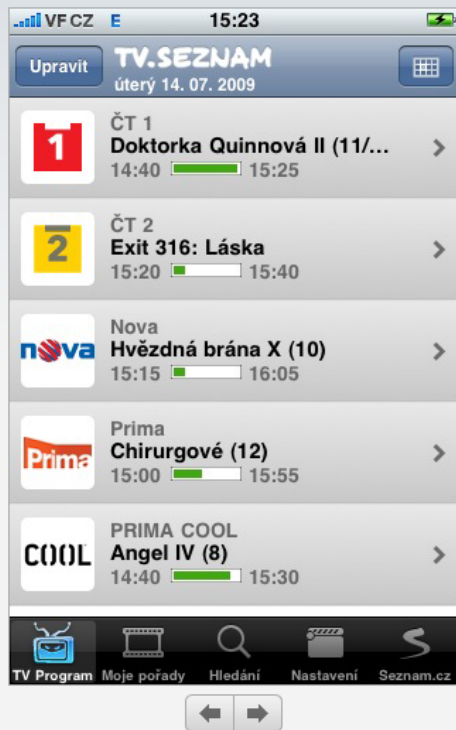 VF CZ E 15:23
Upravit TV.SEZNAM
úterý 14. 07. 2009
1 ČT 1
Doktorka Quinnová II (11/...
14:40 15:25
2 ČT 2
Exit 316: Láska
15:20 15:40
nova Nova
Hvězdná brána X (10)
15:15 16:05
Prima Prima
Chirurgové (12)
15:00 15:55
COOL PRIMA COOL
Angel IV (8)
14:40 15:30
TV Program Moje pořady Hledání Nastavení Seznam.cz